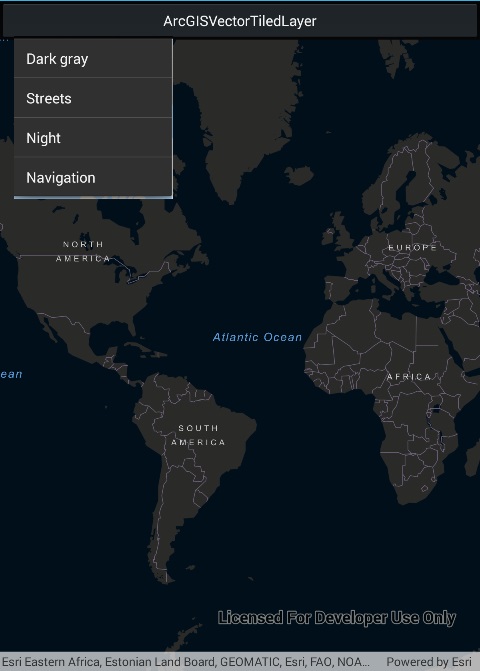 ArcGISVectorTiledLayer
Dark gray
Streets
Night
Navigation
NORTH
AMERICA
EUROPE
Atlantic Ocean
ean
AFRICA
SOUTH
AMERICA
Licensed For Developer Use Only
Esri Eastern Africa, Estonian Land Board, GEOMATIC, Esri, FAO, NOA... Powered by Esri